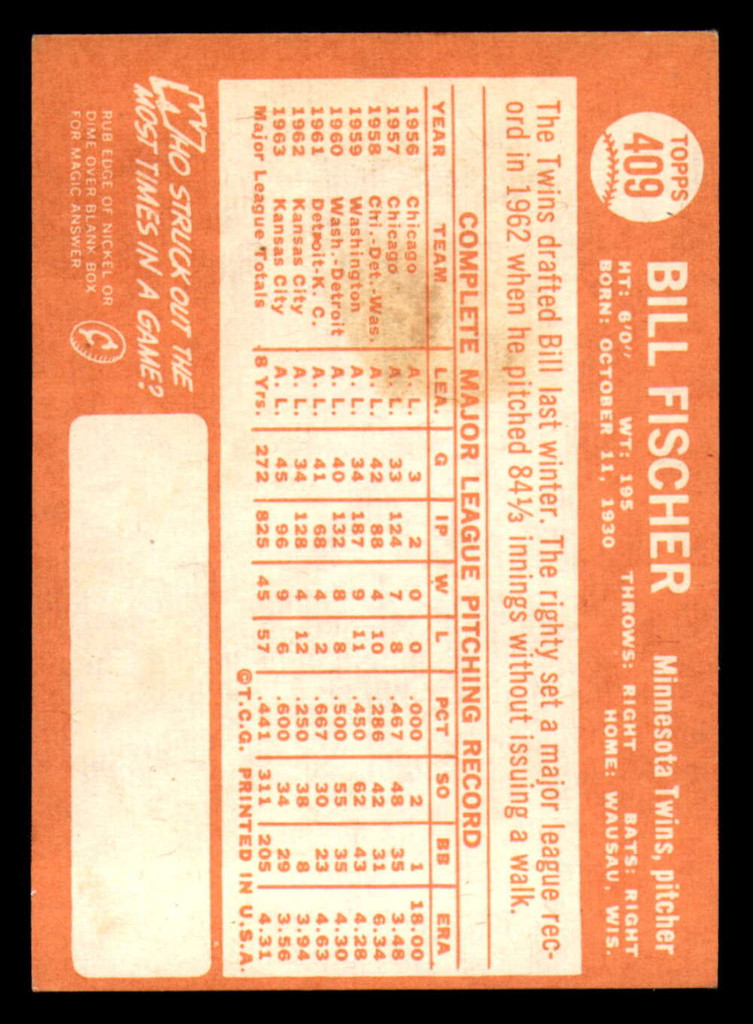 TOPPS
409
BILL FISCHER
Minnesota Twins, pitcher
HT: 6'0" WT: 195 THROWS: RIGHT BATS: RIGHT
BORN: OCTOBER 11, 1930 HOME: WAUSAU, WIS.
The Twins drafted Bill last winter. The righty set a major league rec-
ord in 1962 when he pitched 84⅓ innings without issuing a walk.
COMPLETE MAJOR LEAGUE PITCHING RECORD
YEAR TEAM LEA. G IP W L PCT SO BB ERA
1956 Chicago A. L. 3 2 0 0 .000 2 1 18.00
1957 Chicago A. L. 33 124 7 8 .467 48 35 3.48
1958 Chi.-Det.-Was. A. L. 42 88 4 10 .286 42 31 6.34
1959 Washington A. L. 34 187 9 11 .450 62 43 4.28
1960 Wash.-Detroit A. L. 40 132 8 8 .500 55 35 4.30
1961 Detroit-K. C. A. L. 41 68 4 2 .667 30 23 4.63
1962 Kansas City A. L. 34 128 4 12 .250 38 8 3.94
1963 Kansas City A. L. 45 96 9 6 .600 34 29 3.56
Major League Totals 8 Yrs. 272 825 45 57 .441 311 205 4.31
©T.C.G. PRINTED IN U.S.A.
WHO STRUCK OUT THE
MOST TIMES IN A GAME?
RUB EDGE OF NICKEL OR
DIME OVER BLANK BOX
FOR MAGIC ANSWER